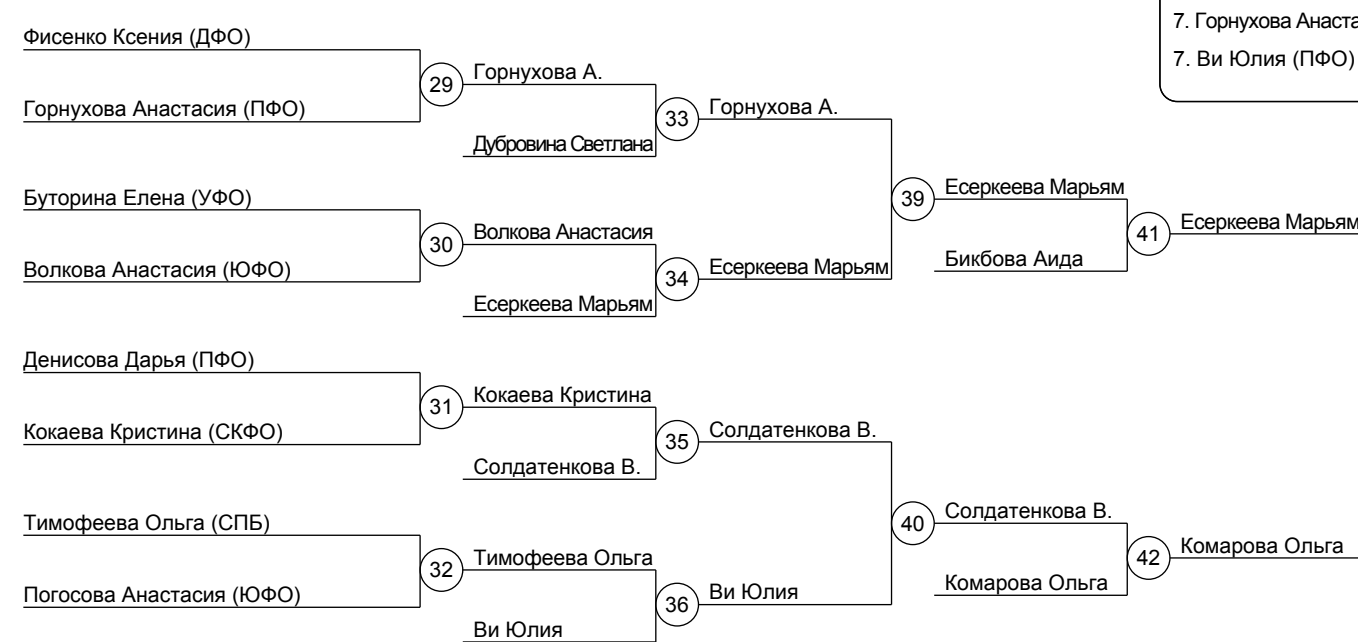 7. Горнухова Анаста
Фисенко Ксения (ДФО)
7. Ви Юлия (ПФО)
29
Горнухова А.
Горнухова Анастасия (ПФО)
33
Горнухова А.
Дубровина Светлана
39
Есеркеева Марьям
Буторина Елена (УФО)
30
Волкова Анастасия
41
Есеркеева Марьям
Волкова Анастасия (ЮФО)
34
Есеркеева Марьям
Бикбова Аида
Есеркеева Марьям
Денисова Дарья (ПФО)
31
Кокаева Кристина
Кокаева Кристина (СКФО)
35
Солдатенкова В.
Солдатенкова В.
40
Солдатенкова В.
Тимофеева Ольга (СПБ)
32
Тимофеева Ольга
42
Комарова Ольга
Погосова Анастасия (ЮФО)
36
Ви Юлия
Комарова Ольга
Ви Юлия